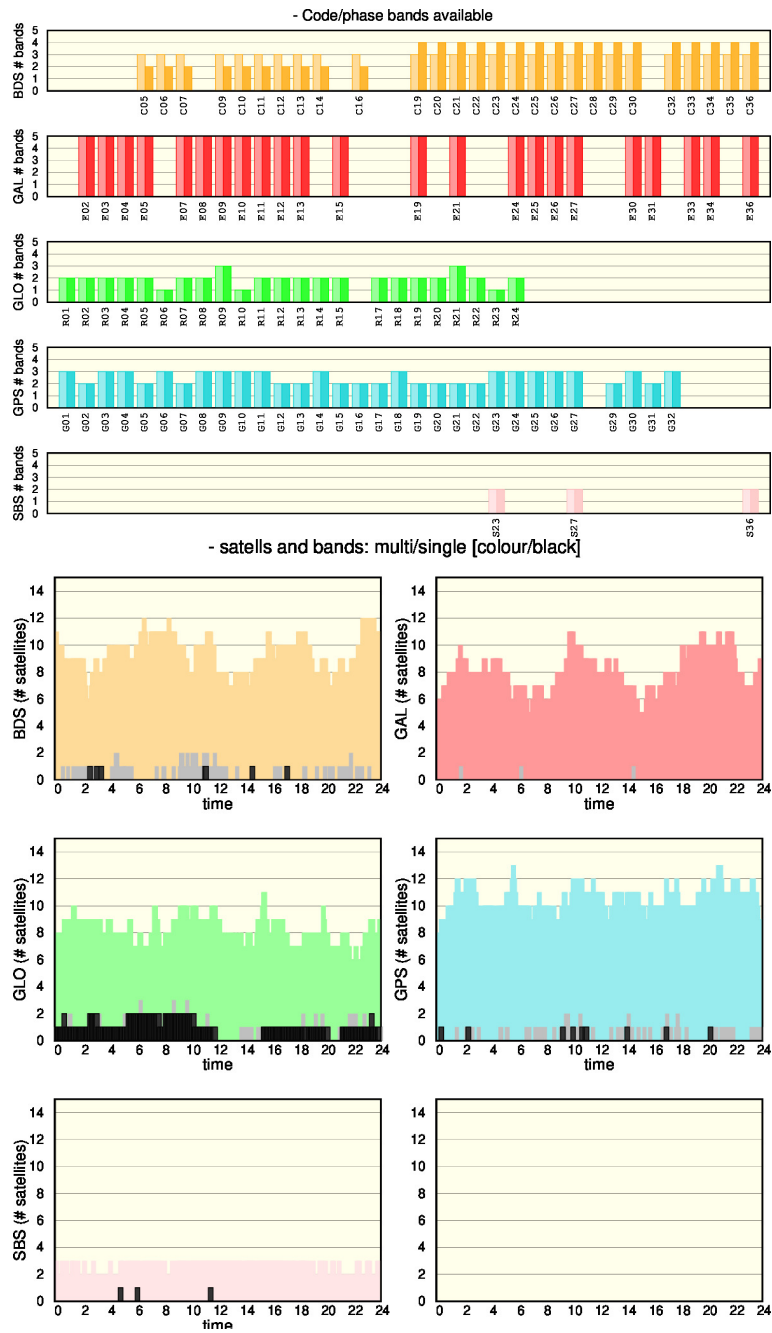 - Code/phase bands available
BDS # bands
5
4
3
2
1
0
C05 C06 C07 C09 C10 C11 C12 C13 C14 C16 C19 C20 C21 C22 C23 C24 C25 C26 C27 C28 C29 C30 C32 C33 C34 C35 C36
GAL # bands
5
4
3
2
1
0
E02 E03 E04 E05 E07 E08 E09 E10 E11 E12 E13 E15 E19 E21 E24 E25 E26 E27 E30 E31 E33 E34 E36
GLO # bands
5
4
3
2
1
0
R01 R02 R03 R04 R05 R06 R07 R08 R09 R10 R11 R12 R13 R14 R15 R17 R18 R19 R20 R21 R22 R23 R24
GPS # bands
5
4
3
2
1
0
G01 G02 G03 G04 G05 G06 G07 G08 G09 G10 G11 G12 G13 G14 G15 G16 G17 G18 G19 G20 G21 G22 G23 G24 G25 G26 G27 G29 G30 G31 G32
SBS # bands
5
4
3
2
1
0
S23 S27 S36
- satells and bands: multi/single [colour/black]
BDS (# satellites)
14
12
10
8
6
4
2
0
0 2 4 6 8 10 12 14 16 18 20 22 24
time
GAL (# satellites)
14
12
10
8
6
4
2
0
0 2 4 6 8 10 12 14 16 18 20 22 24
time
GLO (# satellites)
14
12
10
8
6
4
2
0
0 2 4 6 8 10 12 14 16 18 20 22 24
time
GPS (# satellites)
14
12
10
8
6
4
2
0
0 2 4 6 8 10 12 14 16 18 20 22 24
time
SBS (# satellites)
14
12
10
8
6
4
2
0
0 2 4 6 8 10 12 14 16 18 20 22 24
time
14
12
10
8
6
4
2
0
0 2 4 6 8 10 12 14 16 18 20 22 24